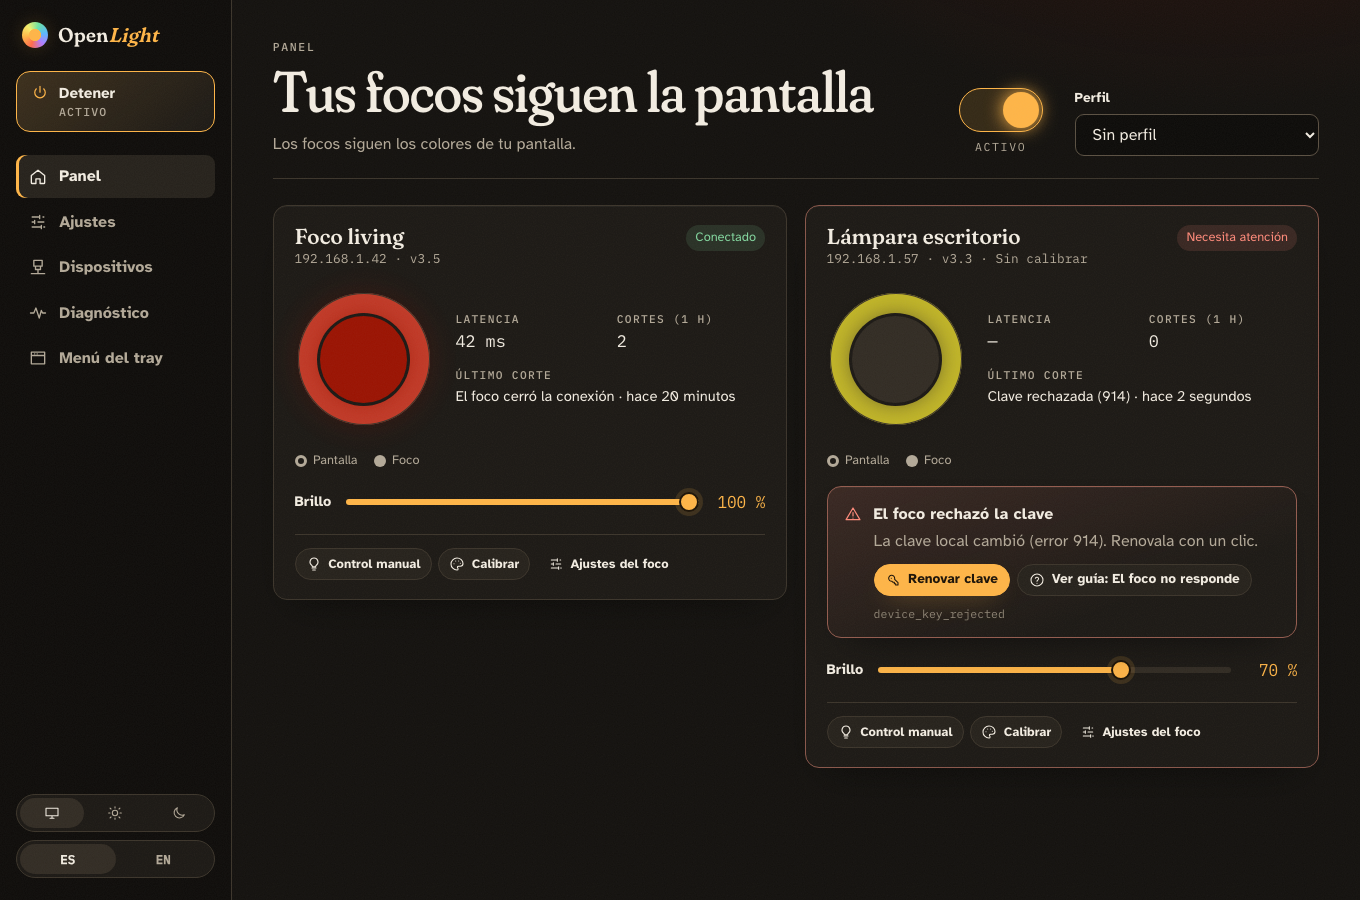 OpenLight
Detener
ACTIVO
Panel
Ajustes
Dispositivos
Diagnóstico
Menú del tray
ES
EN
PANEL
Tus focos siguen la pantalla
Los focos siguen los colores de tu pantalla.
ACTIVO
Perfil
Sin perfil
Foco living
Conectado
192.168.1.42 · v3.5
LATENCIA
CORTES (1 H)
42 ms
2
ÚLTIMO CORTE
El foco cerró la conexión · hace 20 minutos
Pantalla
Foco
Brillo
100 %
Control manual
Calibrar
Ajustes del foco
Lámpara escritorio
Necesita atención
192.168.1.57 · v3.3 · Sin calibrar
LATENCIA
CORTES (1 H)
—
0
ÚLTIMO CORTE
Clave rechazada (914) · hace 2 segundos
Pantalla
Foco
El foco rechazó la clave
La clave local cambió (error 914). Renovala con un clic.
Renovar clave
Ver guía: El foco no responde
device_key_rejected
Brillo
70 %
Control manual
Calibrar
Ajustes del foco